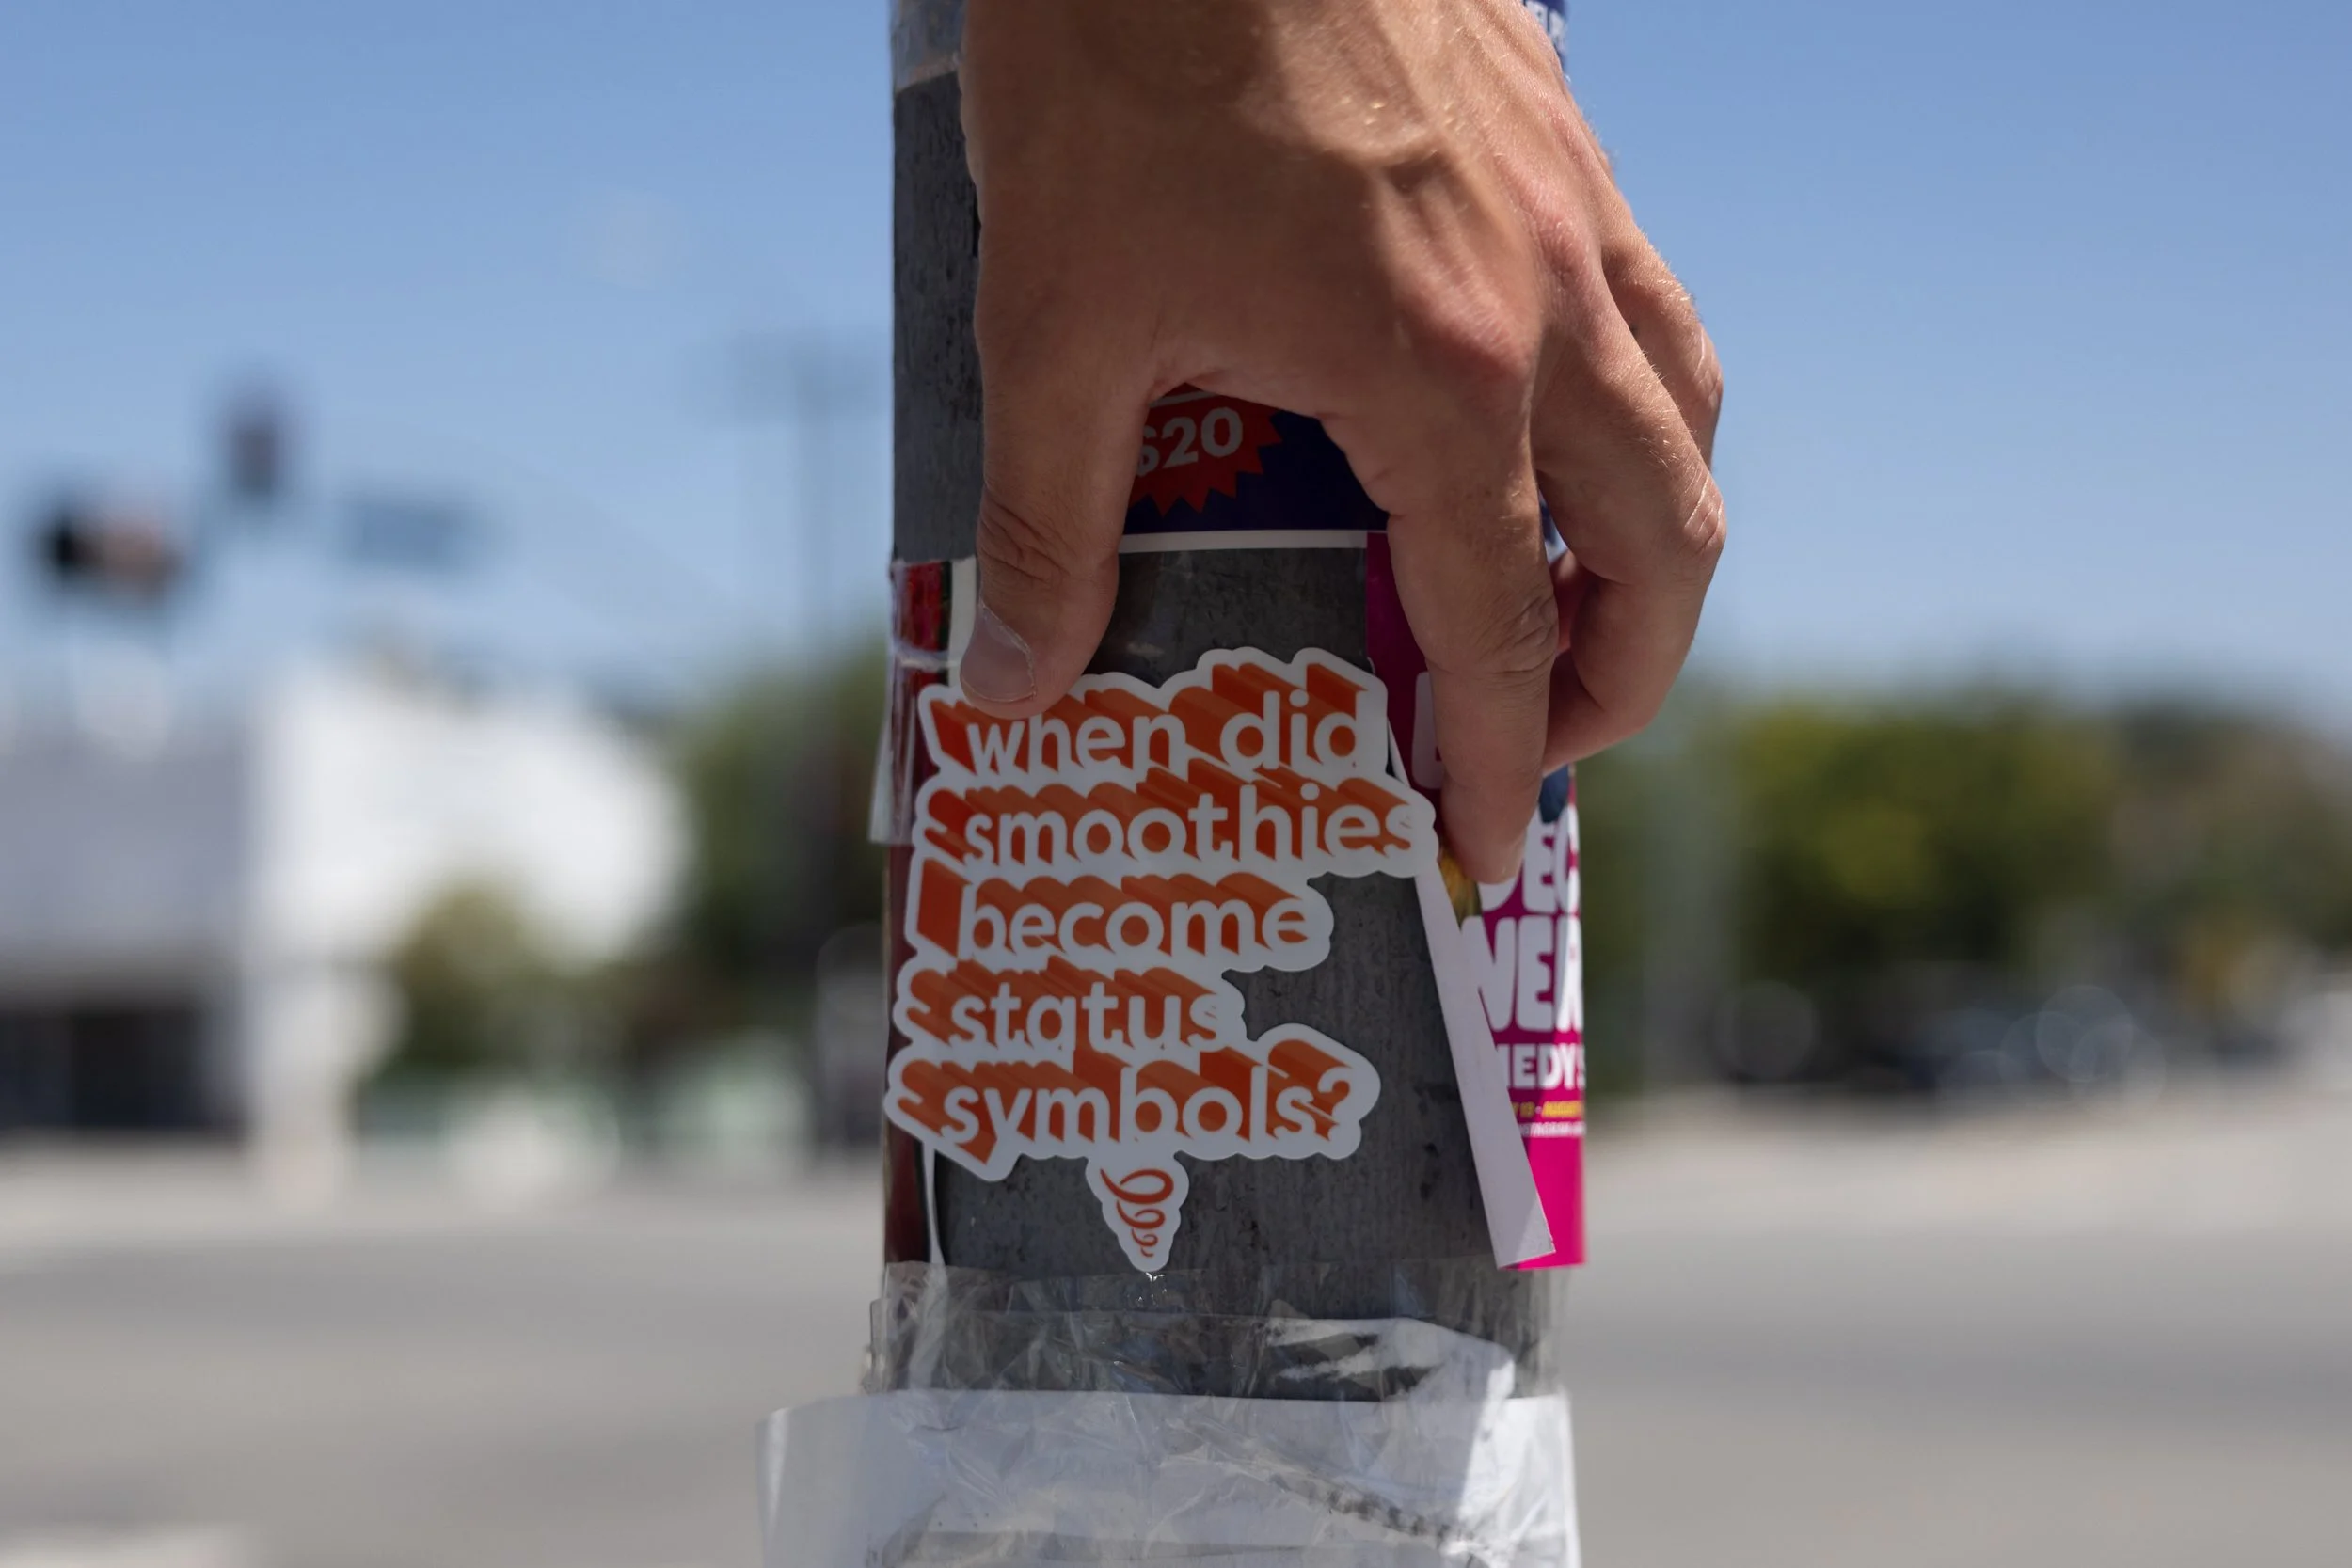 $20
when did
smoothies
become
status
symbols?